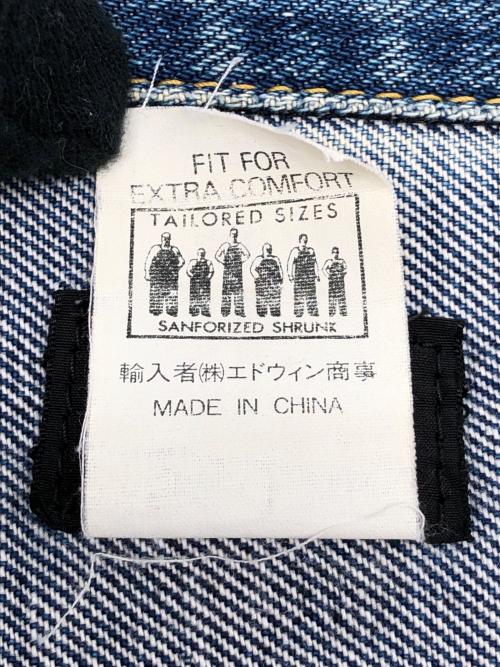 FIT FOR
EXTRA COMFORT
TAILORED SIZES
SANFORIZED SHRUNK
輸入者㈱エドウィン商事
MADE IN CHINA